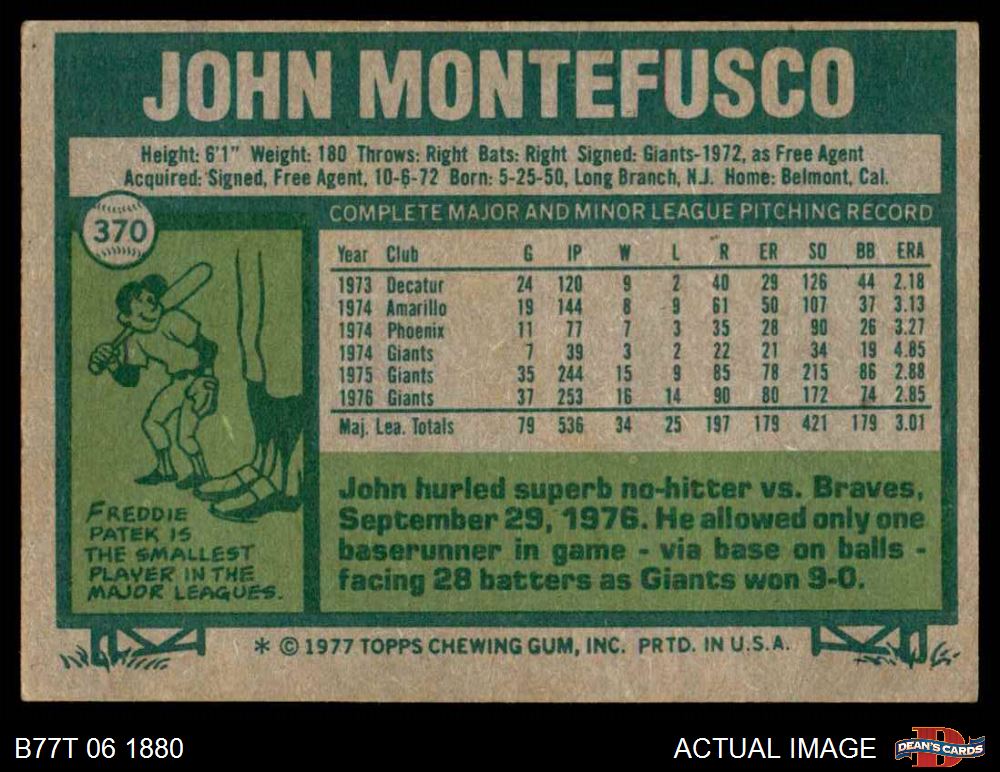 JOHN MONTEFUSCO
Height: 6'1" Weight: 180 Throws: Right Bats: Right Signed: Giants-1972, as Free Agent
Acquired: Signed, Free Agent, 10-6-72 Born: 5-25-50, Long Branch, N.J. Home: Belmont, Cal.
370
COMPLETE MAJOR AND MINOR LEAGUE PITCHING RECORD
Year Club G IP W L R ER SO BB ERA
1973 Decatur 24 120 9 2 40 29 126 44 2.18
1974 Amarillo 19 144 8 9 61 50 107 37 3.13
1974 Phoenix 11 77 7 3 35 28 90 26 3.27
1974 Giants 7 39 3 2 22 21 34 19 4.85
1975 Giants 35 244 15 9 85 78 215 86 2.88
1976 Giants 37 253 16 14 90 80 172 74 2.85
Maj. Lea. Totals 79 536 34 25 197 179 421 179 3.01
FREDDIE
PATEK IS
THE SMALLEST
PLAYER IN THE
MAJOR LEAGUES.
John hurled superb no-hitter vs. Braves,
September 29, 1976. He allowed only one
baserunner in game - via base on balls -
facing 28 batters as Giants won 9-0.
* © 1977 TOPPS CHEWING GUM, INC. PRTD. IN U.S.A.
B77T 06 1880
ACTUAL IMAGE
D
DEAN'S CARDS